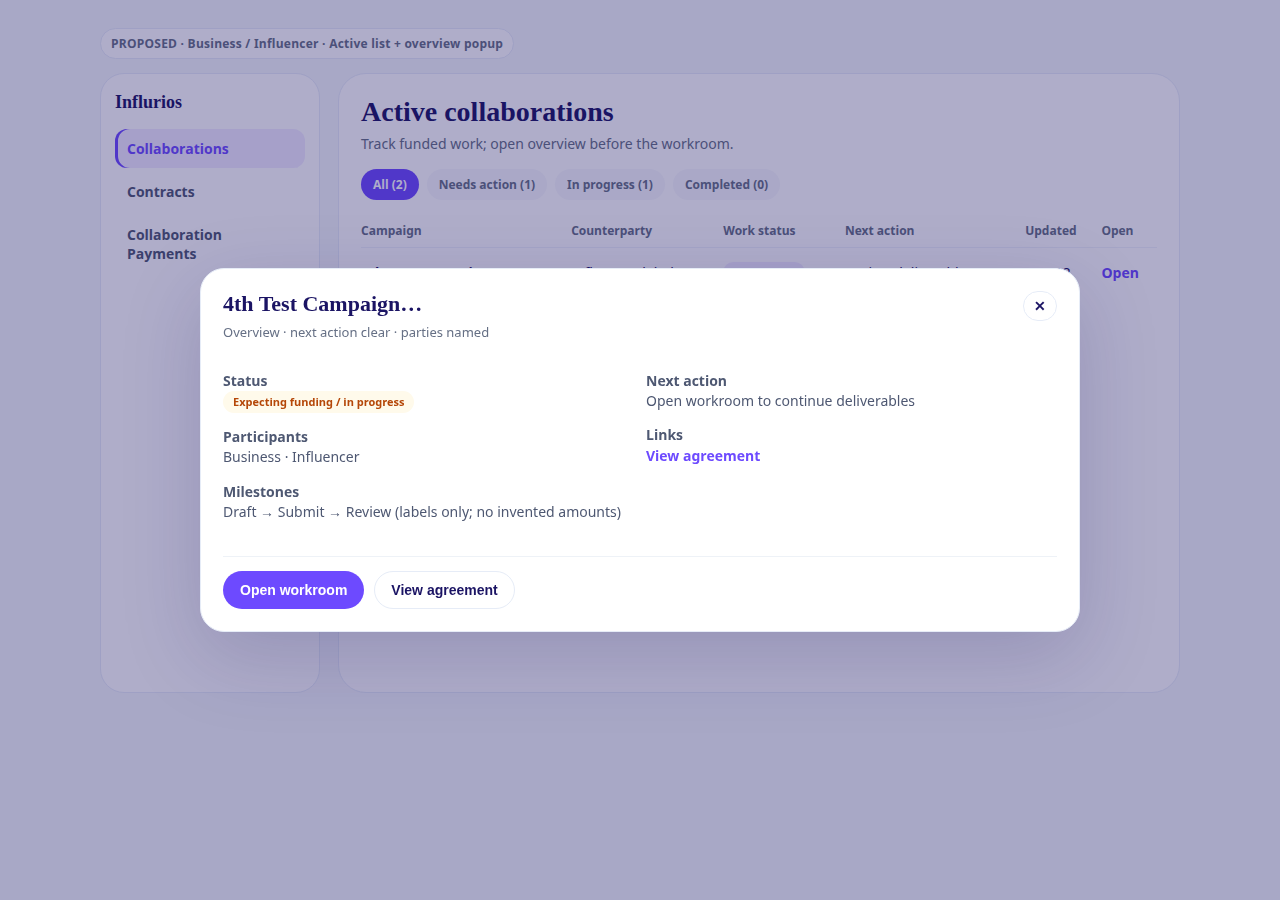 PROPOSED · Business / Influencer · Active list + overview popup
Influrios
Collaborations
Contracts
Collaboration
Payments
Active collaborations
Track funded work; open overview before the workroom.
All (2)
Needs action (1)
In progress (1)
Completed (0)
Campaign
Counterparty
Work status
Next action
Updated
Open
Open
4th Test Campaign…
×
Overview · next action clear · parties named
Status
Expecting funding / in progress
Participants
Business · Influencer
Milestones
Draft → Submit → Review (labels only; no invented amounts)
Next action
Open workroom to continue deliverables
Links
View agreement
Open workroom
View agreement